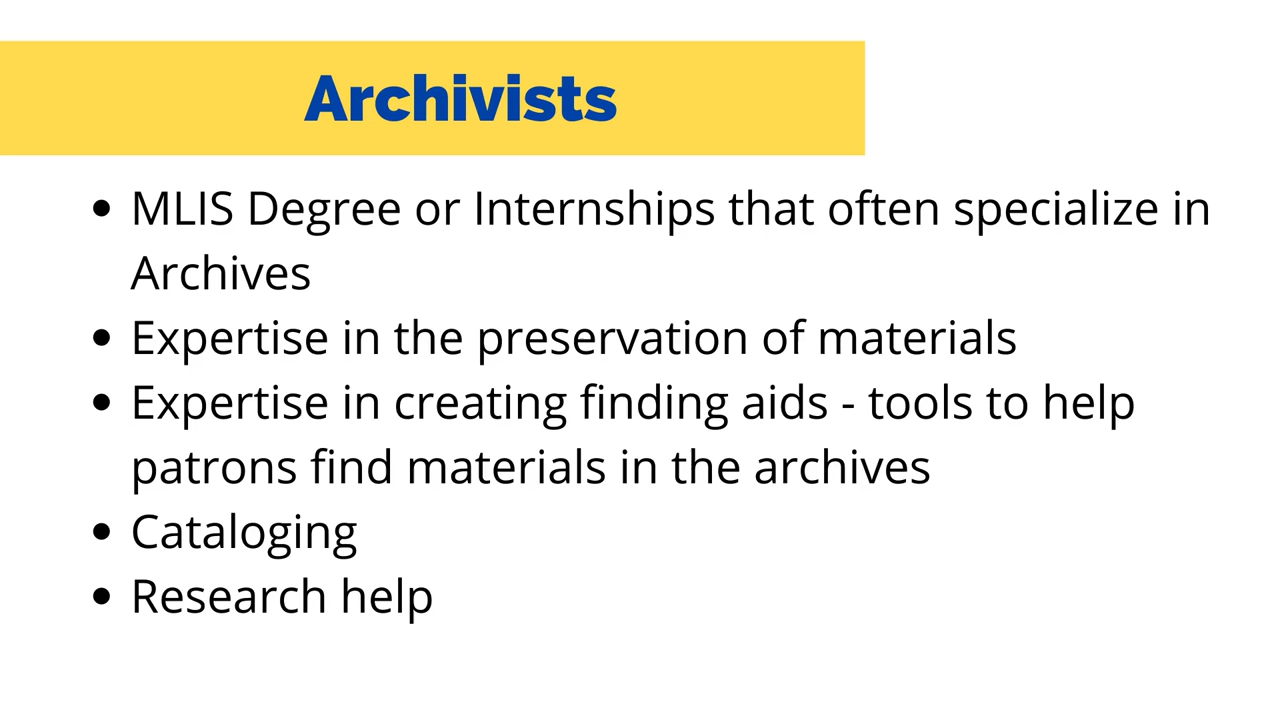 Archivists
• MLIS Degree or Internships that often specialize in
Archives
• Expertise in the preservation of materials
• Expertise in creating finding aids - tools to help
patrons find materials in the archives
• Cataloging
• Research help